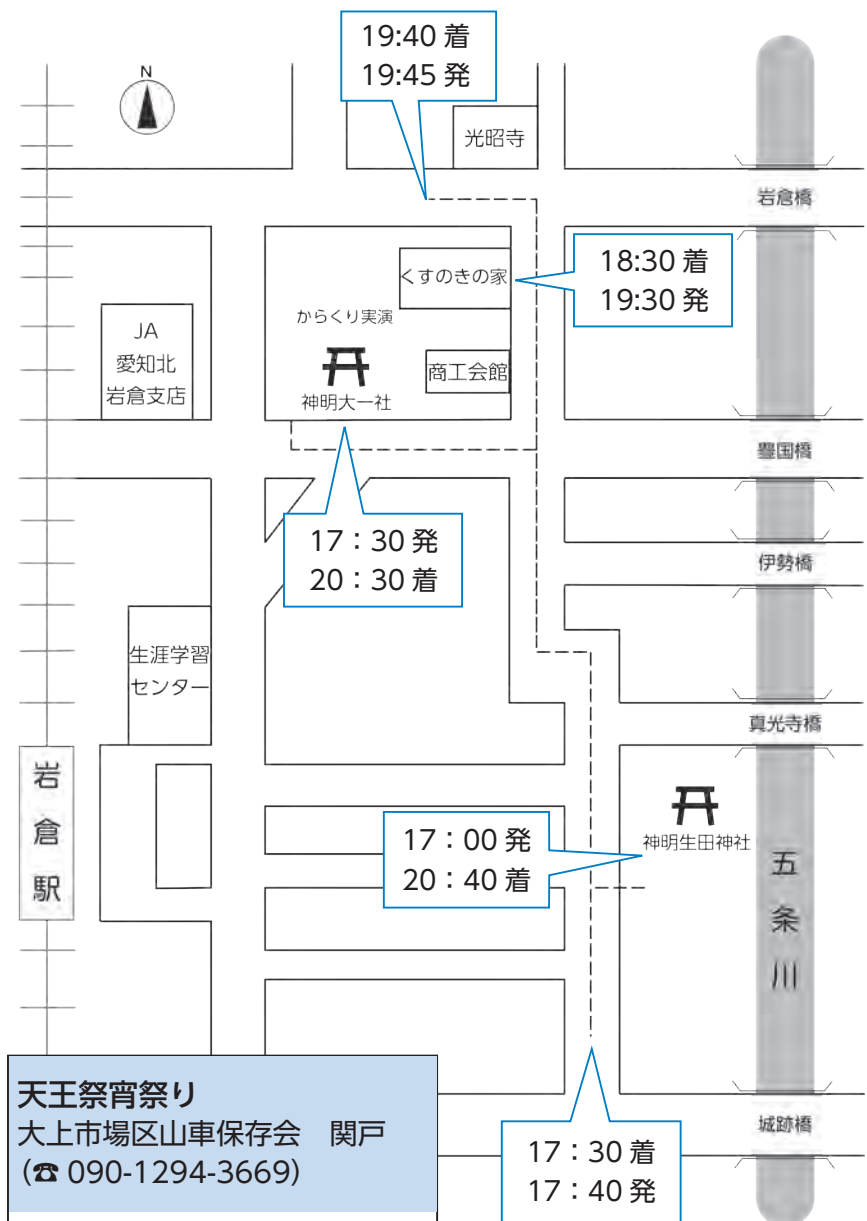 19:40 着
19:45 発
N
光昭寺
岩倉橋
くすのきの家
18:30 着
19:30 発
からくり実演
JA
愛知北
岩倉支店
商工会館
神明大一社
豊国橋
17：30 発
20：30 着
伊勢橋
生涯学習
センター
真光寺橋
岩倉駅
17：00 発
20：40 着
神明生田神社
五条川
天王祭宵祭り
大上市場区山車保存会　関戸
(☎ 090-1294-3669)
17：30 着
17：40 発
城跡橋